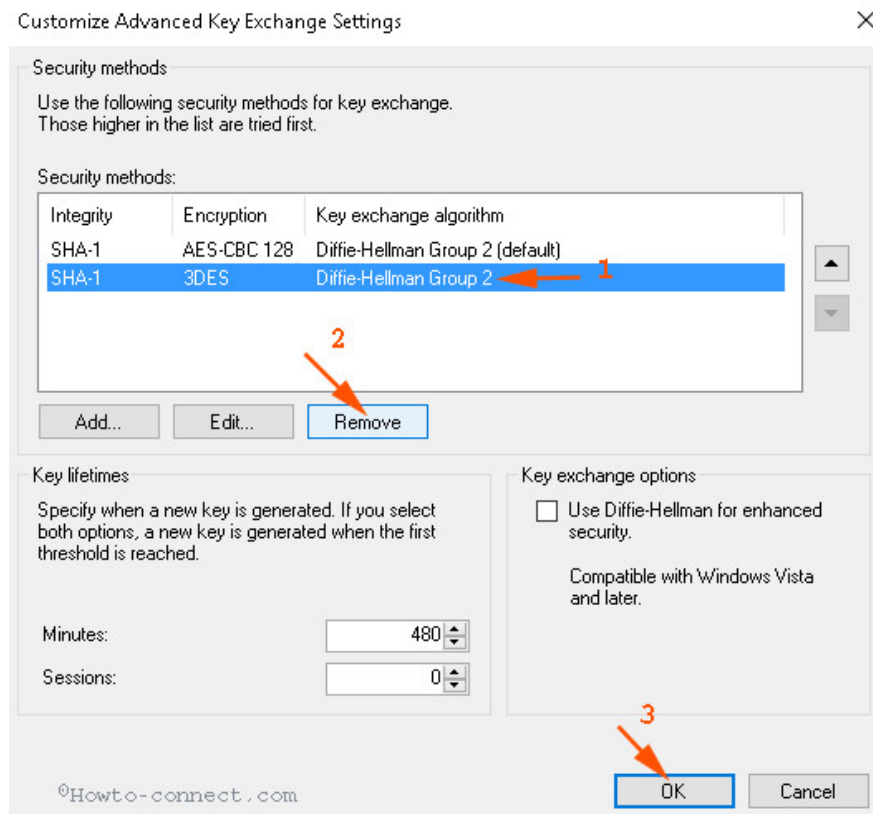 Customize Advanced Key Exchange Settings
Security methods
Use the following security methods for key exchange.
Those higher in the list are tried first.
Security methods:
Integrity Encryption Key exchange algorithm
SHA-1 AES-CBC 128 Diffie-Hellman Group 2 (default)
SHA-1 3DES Diffie-Hellman Group 2 1
2
Add... Edit... Remove
Key lifetimes
Specify when a new key is generated. If you select
both options, a new key is generated when the first
threshold is reached.
Minutes: 480
Sessions: 0
Key exchange options
Use Diffie-Hellman for enhanced
security.
Compatible with Windows Vista
and later.
3
OK Cancel
©Howto-connect.com